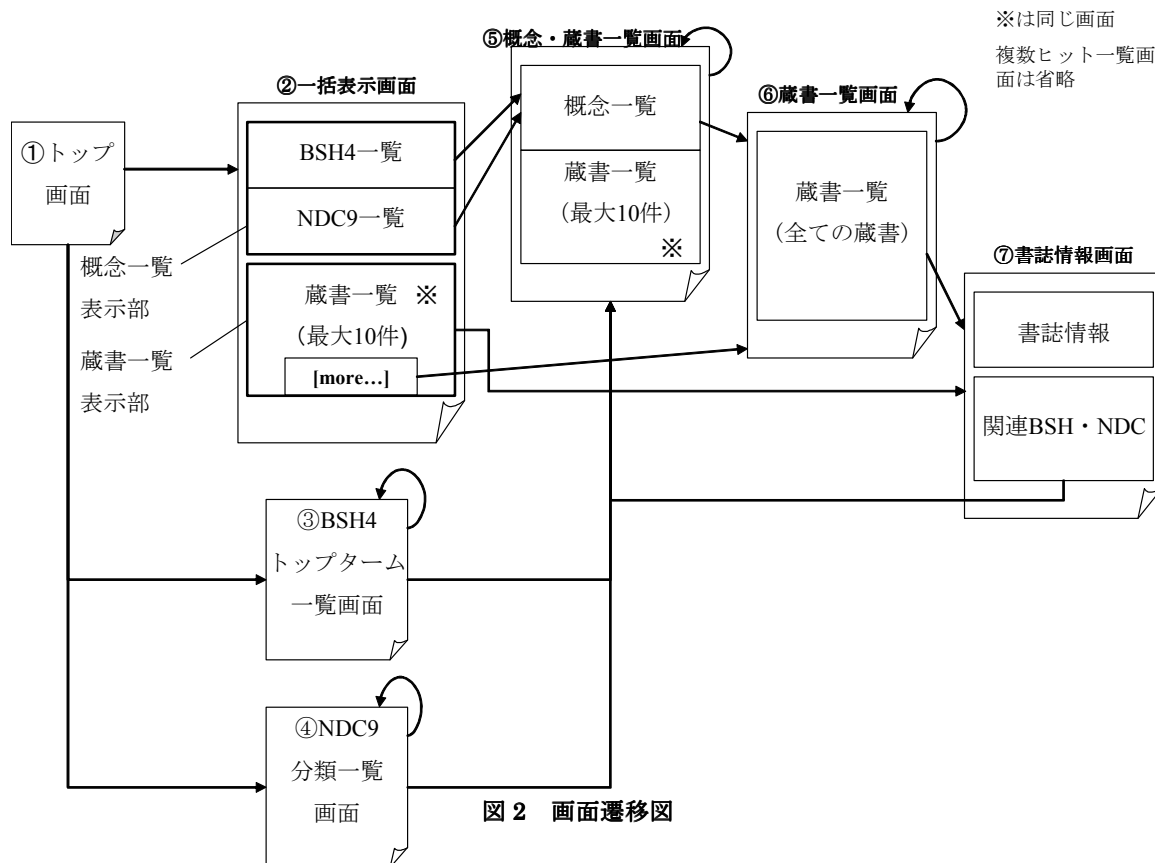 ※は同じ画面
複数ヒット一覧画
面は省略
①トップ
画面
②一括表示画面
BSH4一覧
NDC9一覧
概念一覧
表示部
蔵書一覧 ※
(最大10件)
[more…]
蔵書一覧
表示部
③BSH4
トップターム
一覧画面
④NDC9
分類一覧
画面
⑤概念・蔵書一覧画面
概念一覧
蔵書一覧
（最大10件）
※
⑥蔵書一覧画面
蔵書一覧
（全ての蔵書）
⑦書誌情報画面
書誌情報
関連BSH・NDC
図 2 画面遷移図